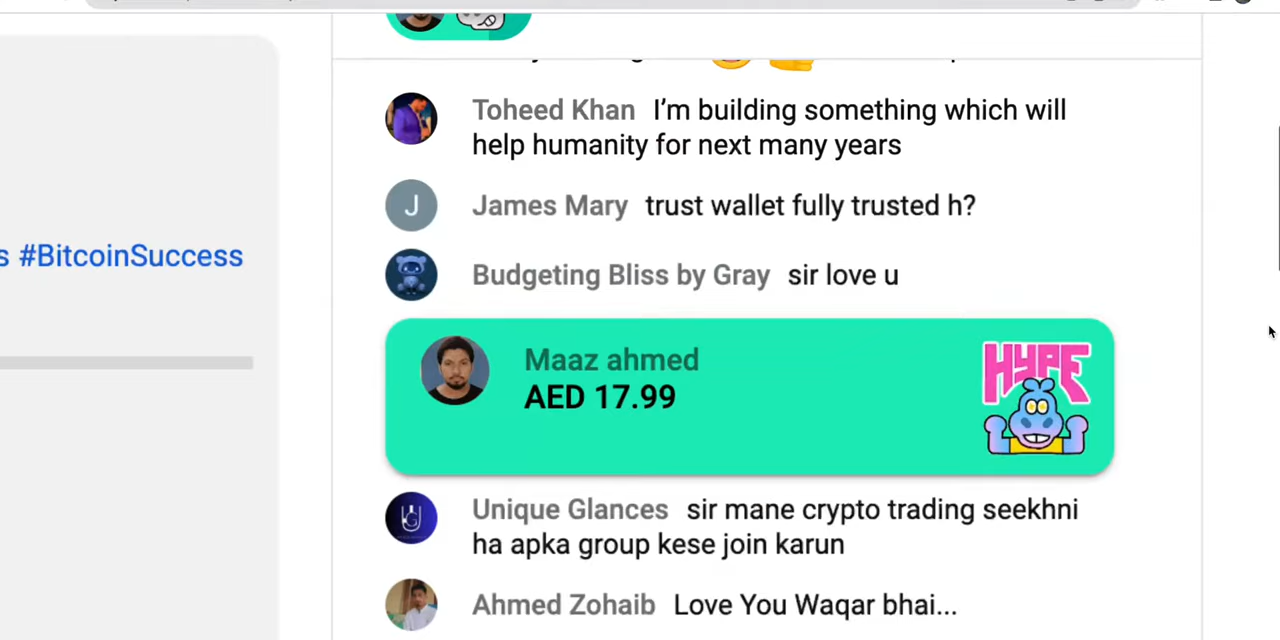 Toheed Khan I’m building something which will
help humanity for next many years
J James Mary trust wallet fully trusted h?
s #BitcoinSuccess
Budgeting Bliss by Gray sir love u
Maaz ahmed
AED 17.99
HYPE
Unique Glances sir mane crypto trading seekhni
ha apka group kese join karun
Ahmed Zohaib Love You Waqar bhai...